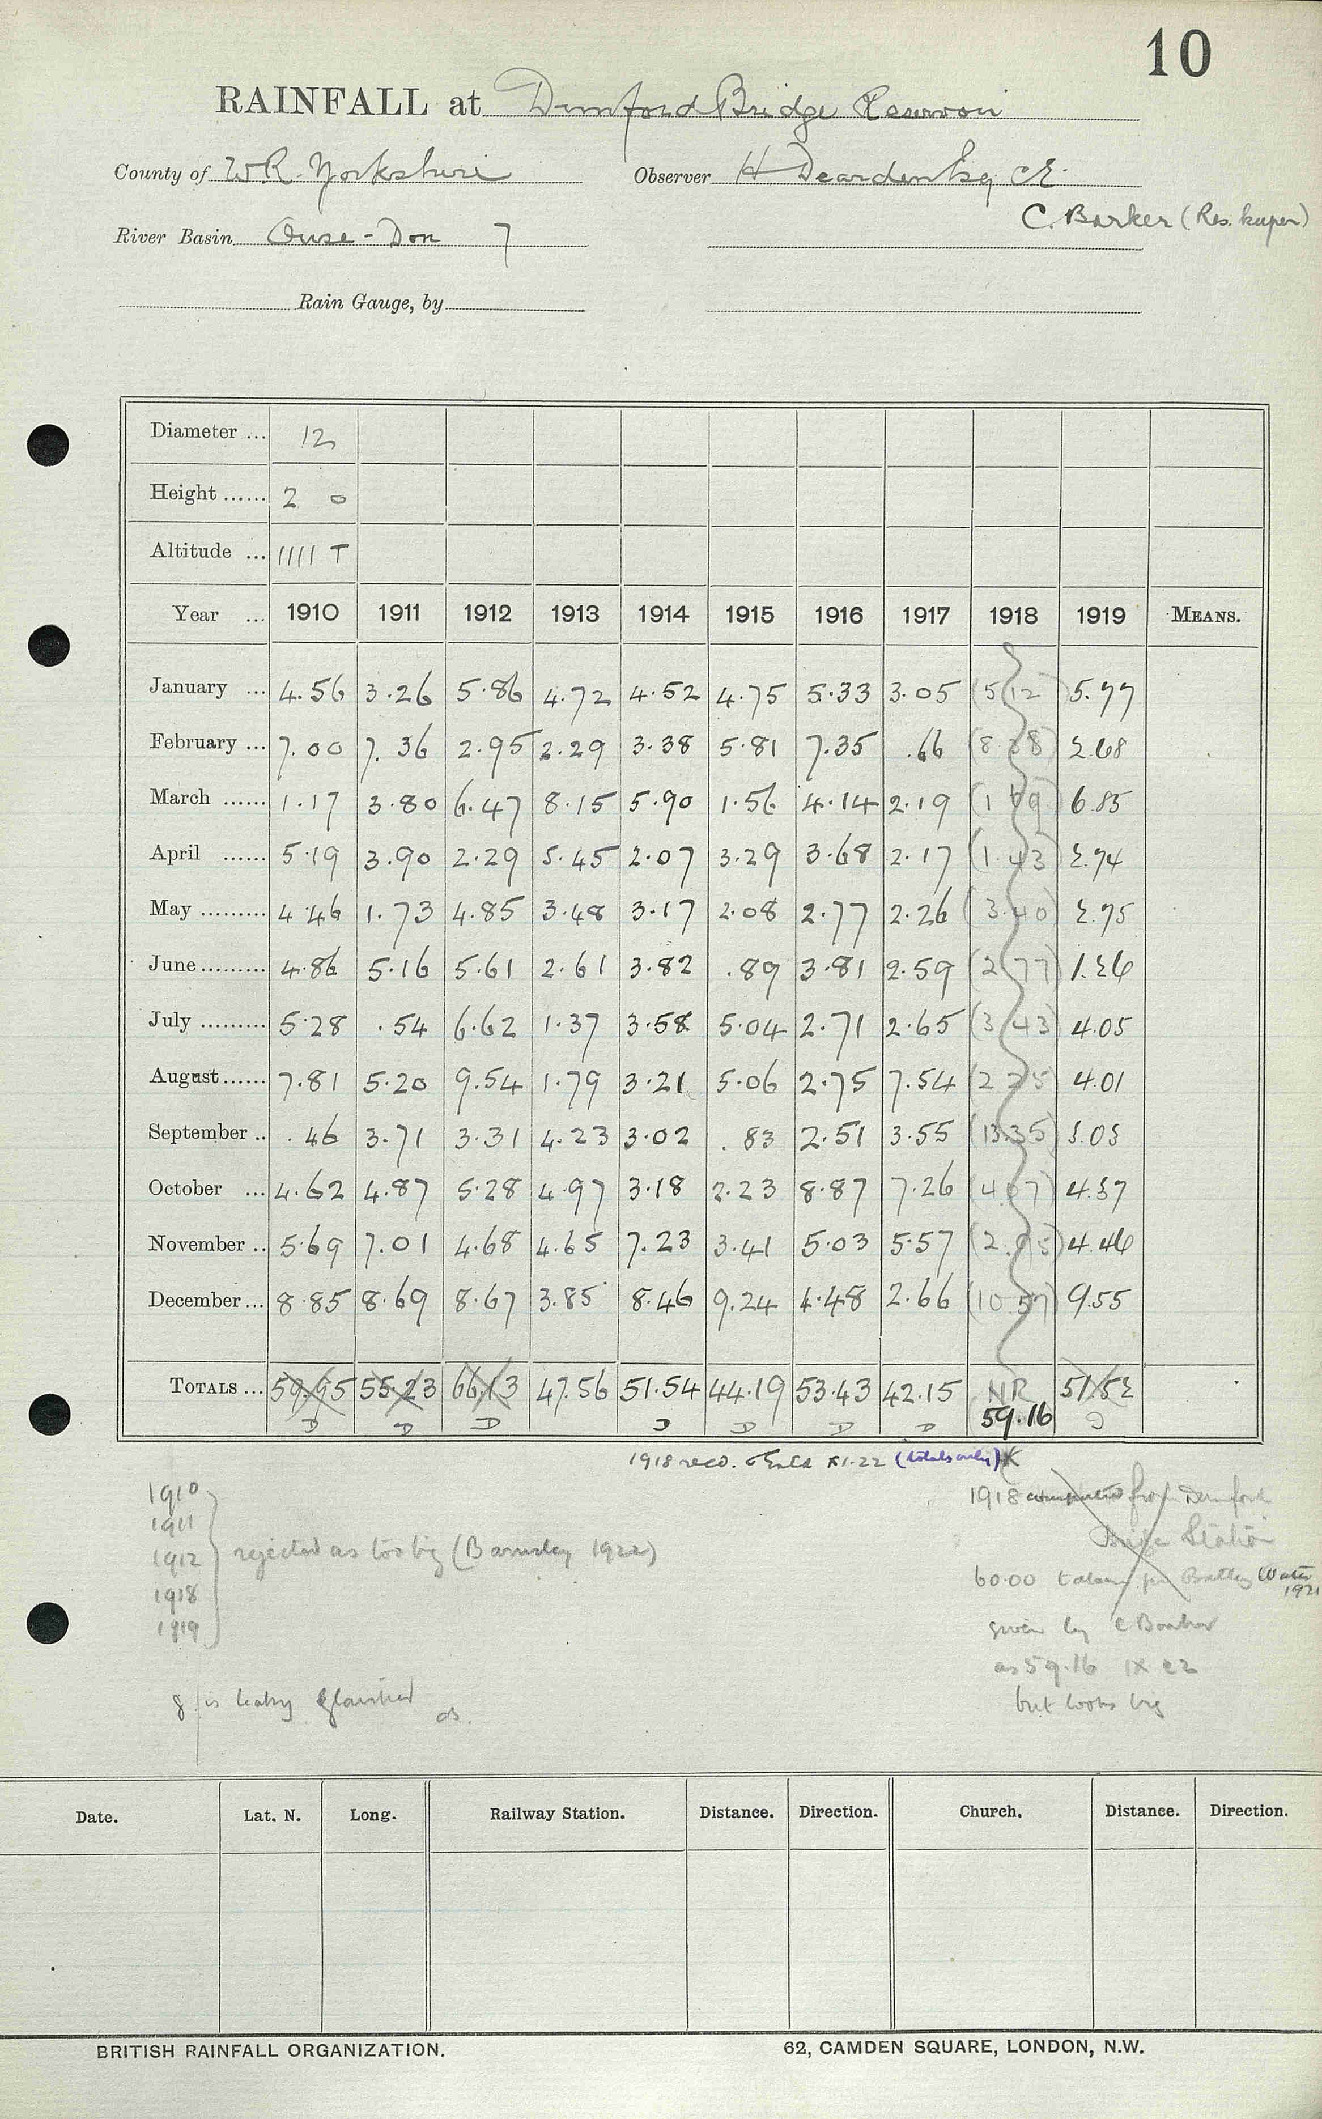 10
RAINFALL at Dunford Bridge Reservoir
County of W R. Yorkshire Observer H Dearden Esq CE
C. Barker (Res. keeper)
River Basin Ouse-Don 7
Rain Gauge, by
Diameter ... 12
Height ...... 2 0
Altitude ... 1111 T
Year ... 1910 1911 1912 1913 1914 1915 1916 1917 1918 1919 MEANS.
January ... 4.56 3.26 5.86 4.72 4.52 4.75 5.33 3.05 (5.12) 5.77
February ... 7.00 7.36 2.95 2.29 3.38 5.81 7.35 .66 2.68
March ...... 1.17 3.80 6.47 8.15 5.90 1.56 4.14 2.19 6.85
April ...... 5.19 3.90 2.29 5.45 2.07 3.29 3.68 2.17 (1.43) 2.74
May ......... 4.46 1.73 4.85 3.48 3.17 2.08 2.77 2.26 (3.40) 2.75
June ......... 4.86 5.16 5.61 2.61 3.82 .89 3.81 2.59 (2.77) 1.26
July ......... 5.28 .54 6.62 1.37 3.58 5.04 2.71 2.65 (3.43) 4.05
August ...... 7.81 5.20 9.54 1.79 3.21 5.06 2.75 7.54 4.01
September .. .46 3.71 3.31 4.23 3.02 .83 2.51 3.55 (13.35) 3.03
October ... 4.62 4.87 5.28 4.97 3.18 2.23 8.87 7.26 4.37
November .. 5.69 7.01 4.68 4.65 7.23 3.41 5.03 5.57 4.46
December ... 8.85 8.69 8.67 3.85 8.46 9.24 4.48 2.66 (10.57) 9.55
TOTALS ... 59.95 55.23 66.13 47.56 51.54 44.19 53.43 42.15 NR 51.52
D D D D D D D 59.16 D
1918 recd. XI.22 (totals only)
1910
1911
1912 rejected as too big (Barnsley 1922)
1918
1919
1918 computed from Dunford
Bridge Station
60.00 taken for Batley Water 1921
given by C Barker
as 59.16 IX 22
but looks big
g is leaky
Date. Lat. N. Long. Railway Station. Distance. Direction. Church. Distance. Direction.
BRITISH RAINFALL ORGANIZATION. 62, CAMDEN SQUARE, LONDON, N.W.